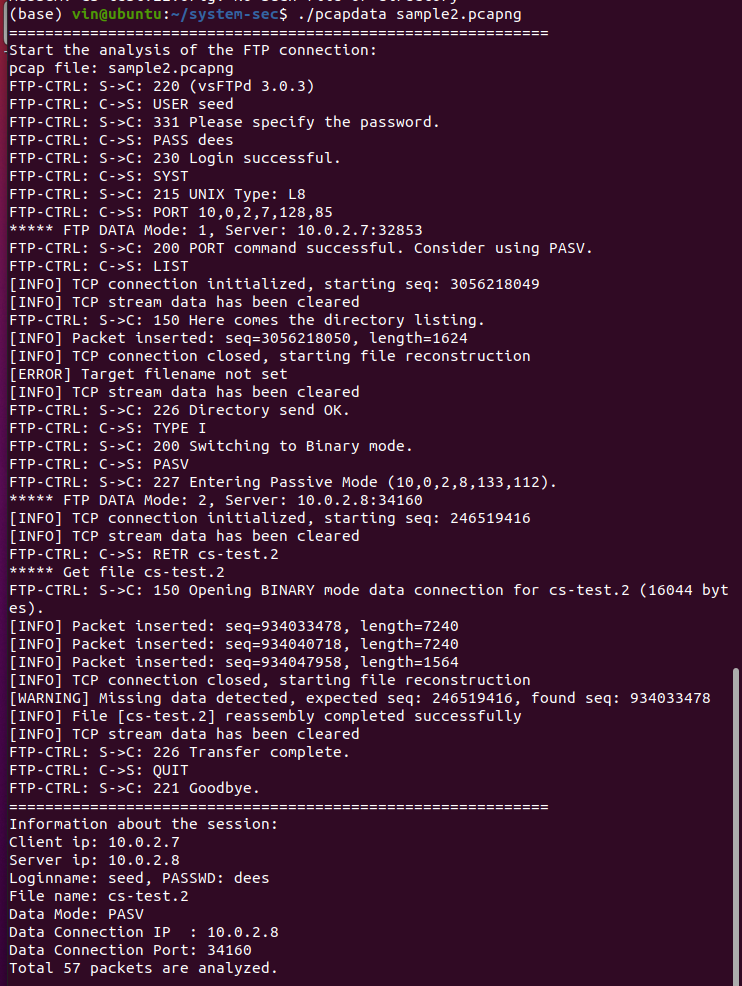 (base) vin@ubuntu:~/system-sec$ ./pcapdata sample2.pcapng
============================================================
Start the analysis of the FTP connection:
pcap file: sample2.pcapng
FTP-CTRL: S->C: 220 (vsFTPd 3.0.3)
FTP-CTRL: C->S: USER seed
FTP-CTRL: S->C: 331 Please specify the password.
FTP-CTRL: C->S: PASS dees
FTP-CTRL: S->C: 230 Login successful.
FTP-CTRL: C->S: SYST
FTP-CTRL: S->C: 215 UNIX Type: L8
FTP-CTRL: C->S: PORT 10,0,2,7,128,85
***** FTP DATA Mode: 1, Server: 10.0.2.7:32853
FTP-CTRL: S->C: 200 PORT command successful. Consider using PASV.
FTP-CTRL: C->S: LIST
[INFO] TCP connection initialized, starting seq: 3056218049
[INFO] TCP stream data has been cleared
FTP-CTRL: S->C: 150 Here comes the directory listing.
[INFO] Packet inserted: seq=3056218050, length=1624
[INFO] TCP connection closed, starting file reconstruction
[ERROR] Target filename not set
[INFO] TCP stream data has been cleared
FTP-CTRL: S->C: 226 Directory send OK.
FTP-CTRL: C->S: TYPE I
FTP-CTRL: S->C: 200 Switching to Binary mode.
FTP-CTRL: C->S: PASV
FTP-CTRL: S->C: 227 Entering Passive Mode (10,0,2,8,133,112).
***** FTP DATA Mode: 2, Server: 10.0.2.8:34160
[INFO] TCP connection initialized, starting seq: 246519416
[INFO] TCP stream data has been cleared
FTP-CTRL: C->S: RETR cs-test.2
***** Get file cs-test.2
FTP-CTRL: S->C: 150 Opening BINARY mode data connection for cs-test.2 (16044 byt
es).
[INFO] Packet inserted: seq=934033478, length=7240
[INFO] Packet inserted: seq=934040718, length=7240
[INFO] Packet inserted: seq=934047958, length=1564
[INFO] TCP connection closed, starting file reconstruction
[WARNING] Missing data detected, expected seq: 246519416, found seq: 934033478
[INFO] File [cs-test.2] reassembly completed successfully
[INFO] TCP stream data has been cleared
FTP-CTRL: S->C: 226 Transfer complete.
FTP-CTRL: C->S: QUIT
FTP-CTRL: S->C: 221 Goodbye.
============================================================
Information about the session:
Client ip: 10.0.2.7
Server ip: 10.0.2.8
Loginname: seed, PASSWD: dees
File name: cs-test.2
Data Mode: PASV
Data Connection IP  : 10.0.2.8
Data Connection Port: 34160
Total 57 packets are analyzed.